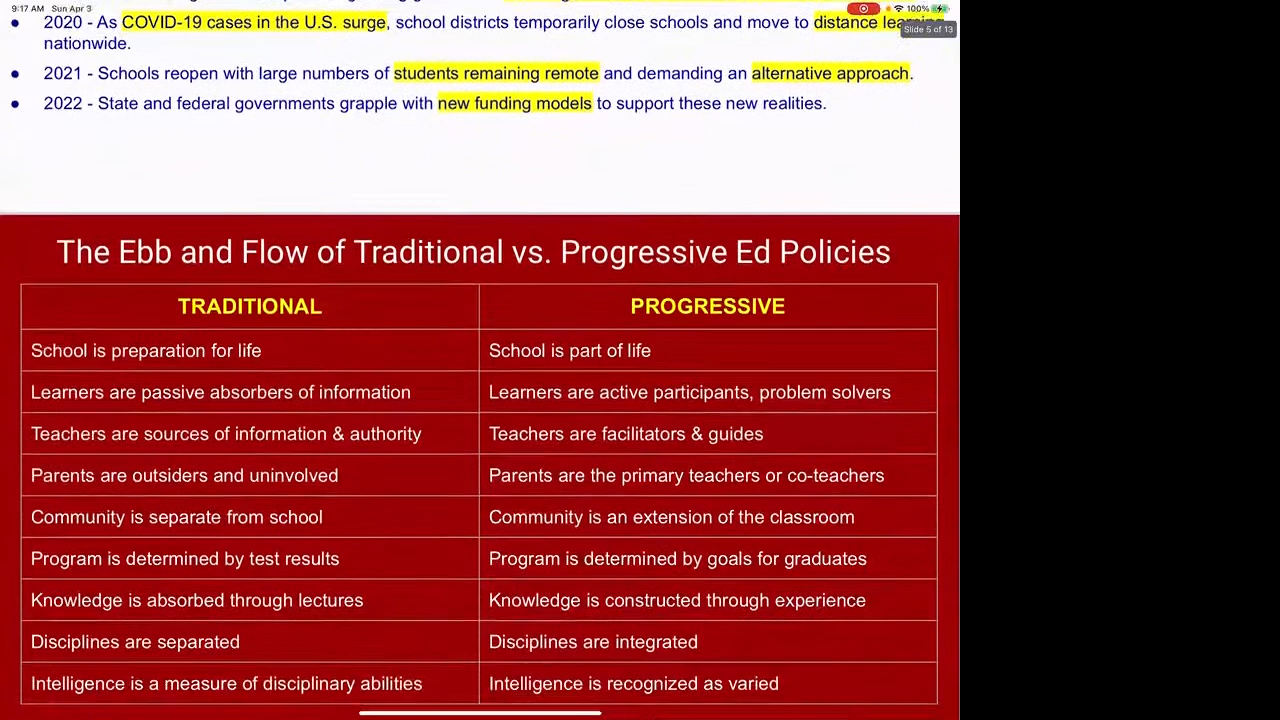 9:17 AM Sun Apr 3
100%
• 2020 - As COVID-19 cases in the U.S. surge, school districts temporarily close schools and move to distance learning
Slide 5 of 13
nationwide.
• 2021 - Schools reopen with large numbers of students remaining remote and demanding an alternative approach.
• 2022 - State and federal governments grapple with new funding models to support these new realities.
The Ebb and Flow of Traditional vs. Progressive Ed Policies
TRADITIONAL PROGRESSIVE
School is preparation for life School is part of life
Learners are passive absorbers of information Learners are active participants, problem solvers
Teachers are sources of information & authority Teachers are facilitators & guides
Parents are outsiders and uninvolved Parents are the primary teachers or co-teachers
Community is separate from school Community is an extension of the classroom
Program is determined by test results Program is determined by goals for graduates
Knowledge is absorbed through lectures Knowledge is constructed through experience
Disciplines are separated Disciplines are integrated
Intelligence is a measure of disciplinary abilities Intelligence is recognized as varied